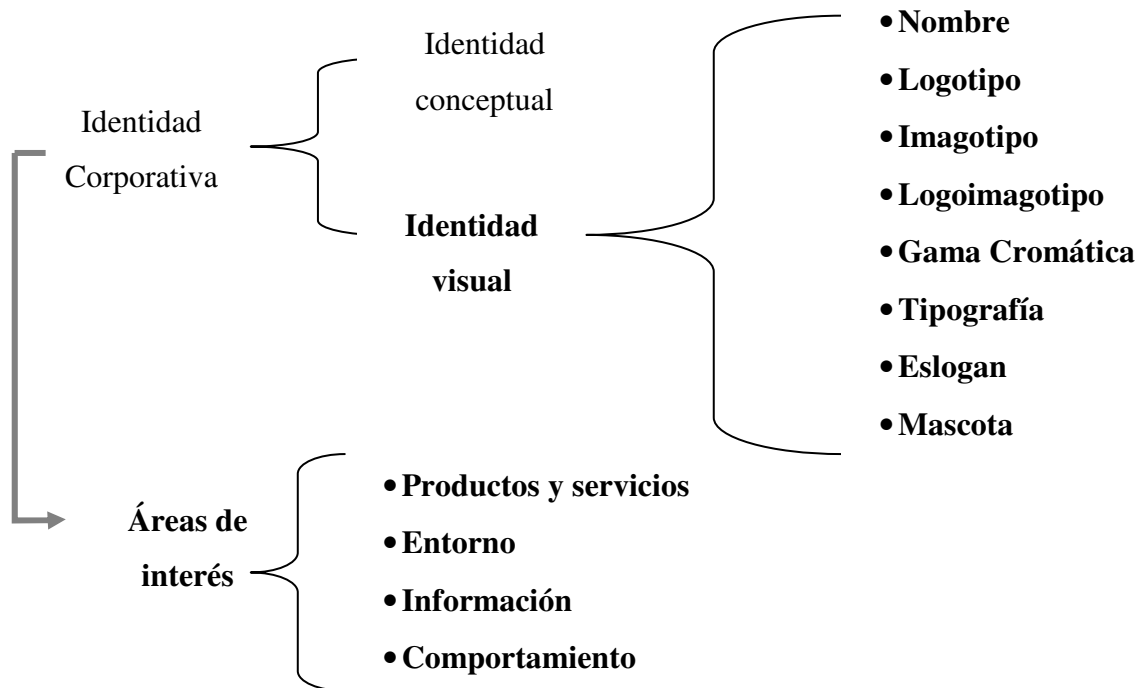 Identidad
Corporativa
Identidad
conceptual
Identidad
visual
• Nombre
• Logotipo
• Imagotipo
• Logoimagotipo
• Gama Cromática
• Tipografía
• Eslogan
• Mascota
Áreas de
interés
• Productos y servicios
• Entorno
• Información
• Comportamiento